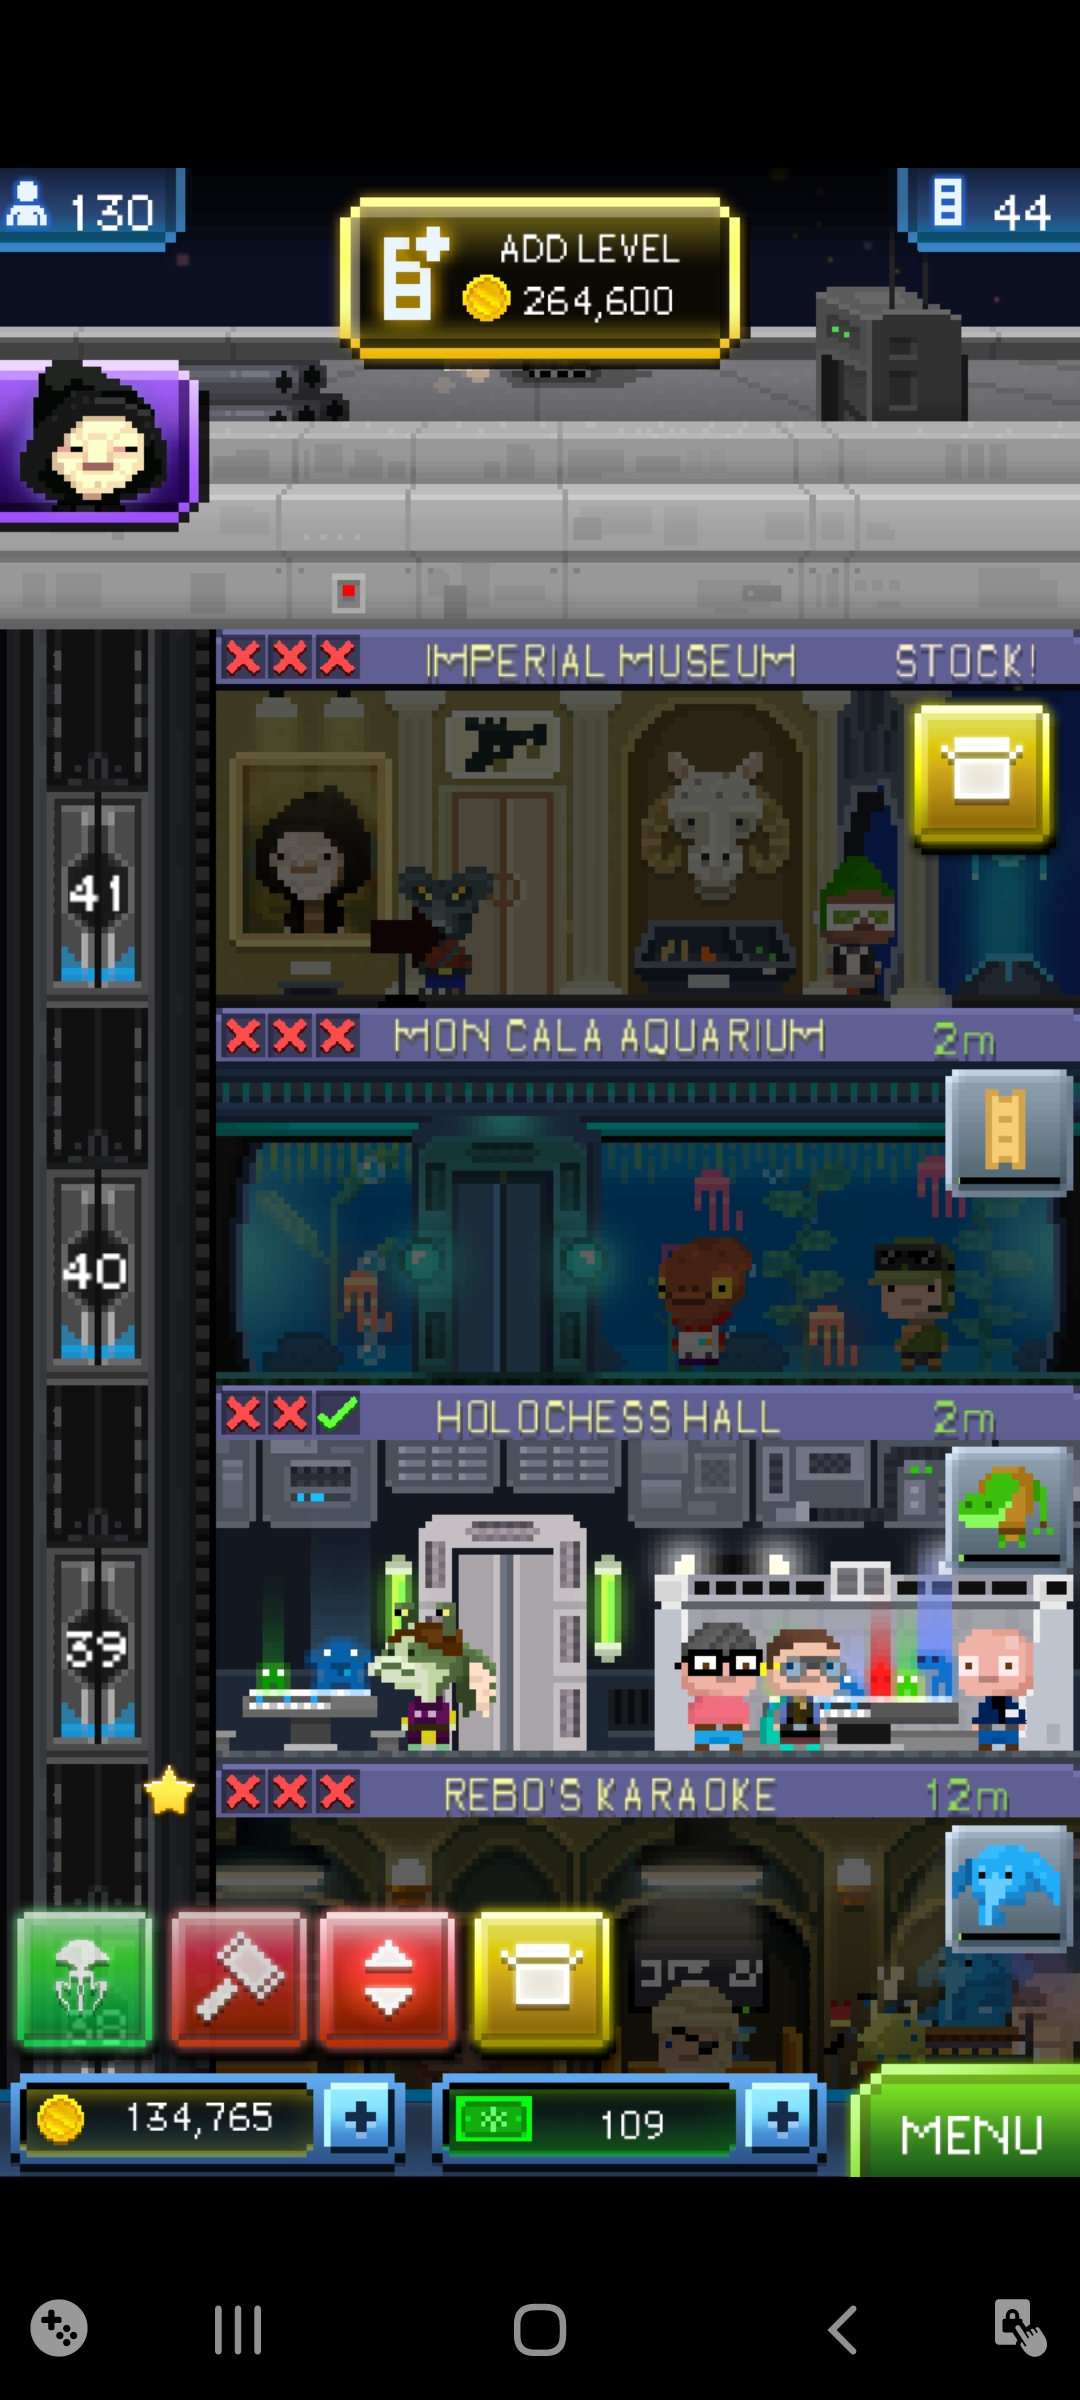 130
ADD LEVEL
264,600
44
IMPERIAL MUSEUM STOCK!
41
MON CALA AQUARIUM 2m
40
HOLOCHESS HALL 2m
39
REBO'S KARAOKE 12m
38
134,765
109
MENU